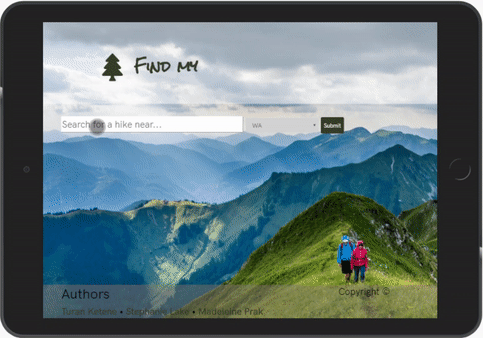 Find my
Search for a hike near...
WA
Submit
Authors
Copyright ©
Turan Ketene • Stephanie Lake • Madeleine Prak